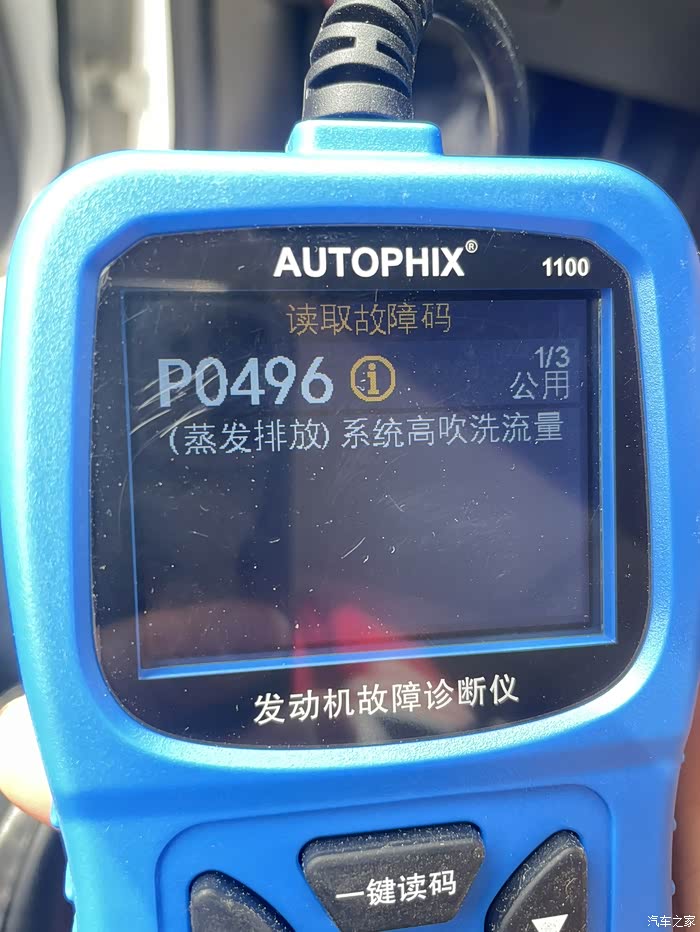 AUTOPHIX®
1100
读取故障码
P0496
1/3
公用
(蒸发排放)系统高吹洗流量
发动机故障诊断仪
一键读码
汽车之家